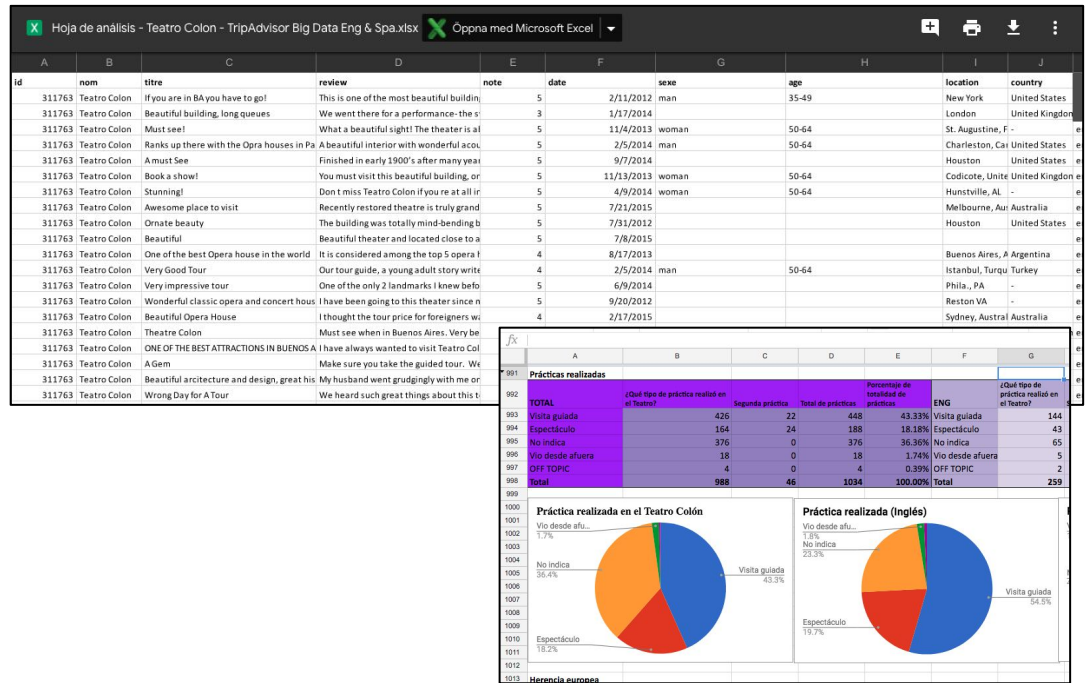 Hoja de análisis - Teatro Colon - TripAdvisor Big Data Eng & Spa.xlsx Öppna med Microsoft Excel
A B C D E F G H I J
id nom titre review note date sexe age location country
311763 Teatro Colon If you are in BA you have to go! This is one of the most beautiful buildin 5 2/11/2012 man 35-49 New York United States
311763 Teatro Colon Beautiful building, long queues We went there for a performance- the s 3 1/17/2014 London United Kingdon
311763 Teatro Colon Must see! What a beautiful sight! The theater is al 5 11/4/2013 woman 50-64 St. Augustine, F -
311763 Teatro Colon Ranks up there with the Opra houses in Pa A beautiful interior with wonderful acou 5 2/5/2014 man 50-64 Charleston, Car United States
311763 Teatro Colon A must See Finished in early 1900's after many year 5 9/7/2014 Houston United States
311763 Teatro Colon Book a show! You must visit this beautiful building, or 5 11/13/2013 woman 50-64 Codicote, Unite United Kingdon
311763 Teatro Colon Stunning! Don t miss Teatro Colon if you re at all in 5 4/9/2014 woman 50-64 Hunstville, AL -
311763 Teatro Colon Awesome place to visit Recently restored theatre is truly grand 5 7/21/2015 Melbourne, Aus Australia
311763 Teatro Colon Ornate beauty The building was totally mind-bending b 5 7/31/2012 Houston United States
311763 Teatro Colon Beautiful Beautiful theater and located close to a 5 7/8/2015
311763 Teatro Colon One of the best Opera house in the world It is considered among the top 5 opera h 4 8/17/2013 Buenos Aires, A Argentina
311763 Teatro Colon Very Good Tour Our tour guide, a young adult story write 4 2/5/2014 man 50-64 Istanbul, Turqu Turkey
311763 Teatro Colon Very impressive tour One of the only 2 landmarks I knew befo 5 6/9/2014 Phila., PA -
311763 Teatro Colon Wonderful classic opera and concert hous I have been going to this theater since n 5 9/20/2012 Reston VA -
311763 Teatro Colon Beautiful Opera House I thought the tour price for foreigners wa 4 2/17/2015 Sydney, Austral Australia
311763 Teatro Colon Theatre Colon Must see when in Buenos Aires. Very be
311763 Teatro Colon ONE OF THE BEST ATTRACTIONS IN BUENOS A I have always wanted to visit Teatro Col
311763 Teatro Colon A Gem Make sure you take the guided tour. We
311763 Teatro Colon Beautiful arcitecture and design, great his My husband went grudgingly with me or
311763 Teatro Colon Wrong Day for A Tour We heard such great things about this t
fx
A B C D E F G
991 Prácticas realizadas
992 TOTAL ¿Qué tipo de práctica realizó en el Teatro? Segunda práctica Total de prácticas Porcentaje de totalidad de prácticas ENG ¿Qué tipo de práctica realizó en el Teatro?
993 Visita guiada 426 22 448 43.33% Visita guiada 144
994 Espectáculo 164 24 188 18.18% Espectáculo 43
995 No indica 376 0 376 36.36% No indica 65
996 Vio desde afuera 18 0 18 1.74% Vio desde afuera 5
997 OFF TOPIC 4 0 4 0.39% OFF TOPIC 2
998 Total 988 46 1034 100.00% Total 259
999
1000 Práctica realizada en el Teatro Colón Práctica realizada (Inglés)
1001 Vio desde afu... Vio desde afu...
1002 1.7% 1.8%
1003 No indica
1004 No indica 23.3%
1005 36.4% Visita guiada
1006 43.3%
1007 Visita guiada
1008 54.5%
1009 Espectáculo
1010 Espectáculo 19.7%
1011 18.2%
1012
1013 Herencia europea